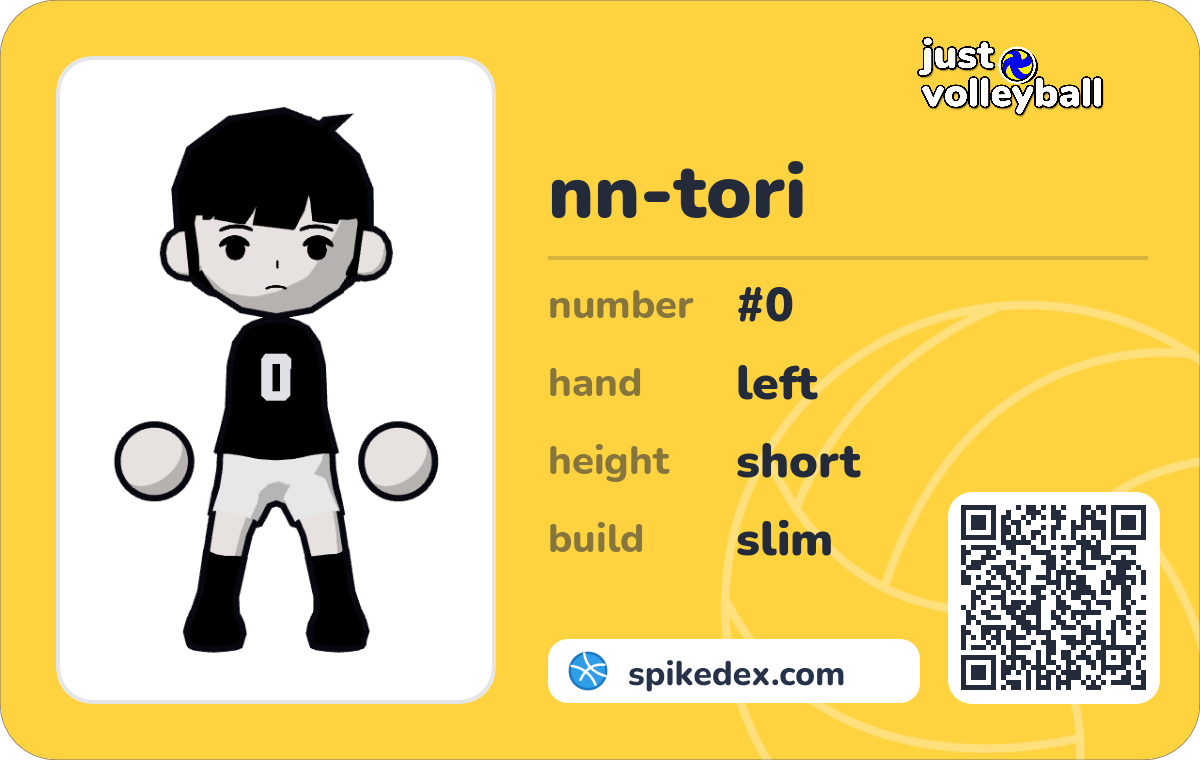 just
volleyball
nn-tori
number #0
hand left
height short
build slim
0
spikedex.com